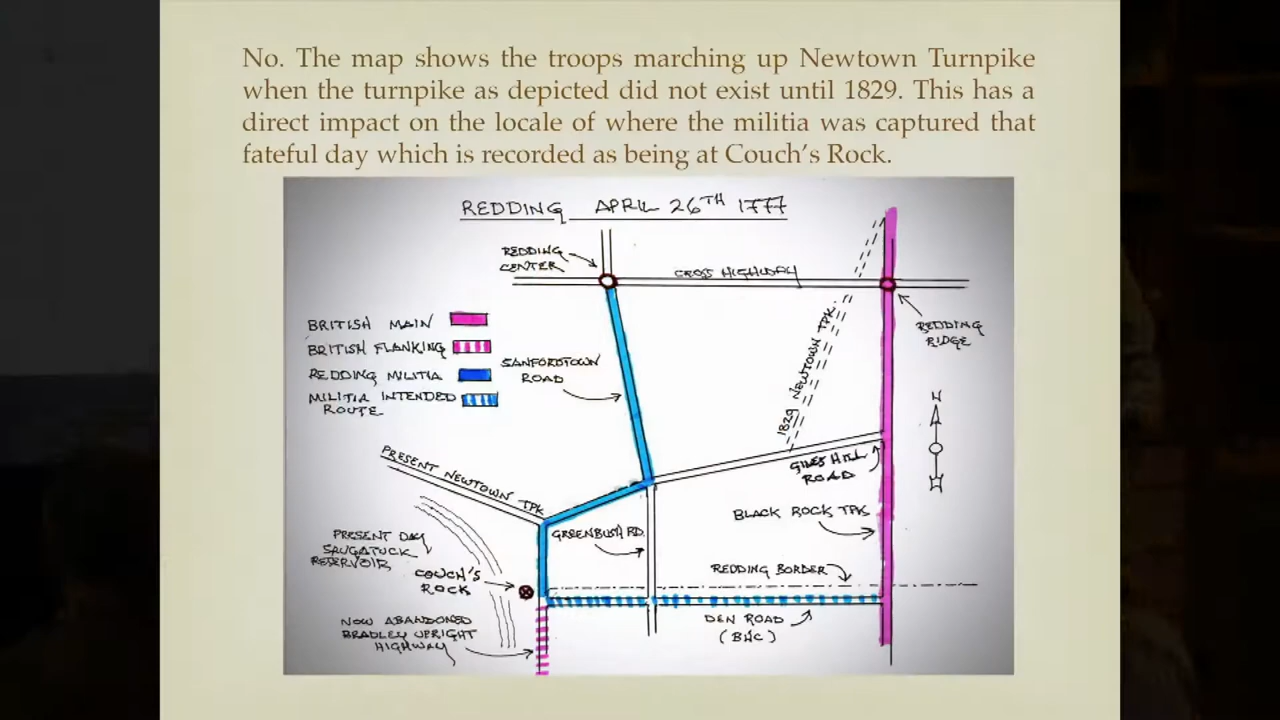 No. The map shows the troops marching up Newtown Turnpike
when the turnpike as depicted did not exist until 1829. This has a
direct impact on the locale of where the militia was captured that
fateful day which is recorded as being at Couch's Rock.
REDDING APRIL 26TH 1777
REDDING
CENTER
CROSS HIGHWAY
BRITISH MAIN
BRITISH FLANKING
REDDING MILITIA
MILITIA INTENDED
ROUTE
SANFORDTOWN
ROAD
1829 NEWTOWN TPK.
REDDING
RIDGE
N
PRESENT NEWTOWN TPK
GILES HILL
ROAD
BLACK ROCK TPK
GREENBUSH RD.
PRESENT DAY
SAUGATUCK
RESERVOIR
COUCH'S
ROCK
REDDING BORDER
NOW ABANDONED
BRADLEY UPRIGHT
HIGHWAY
DEN ROAD
(BHC)